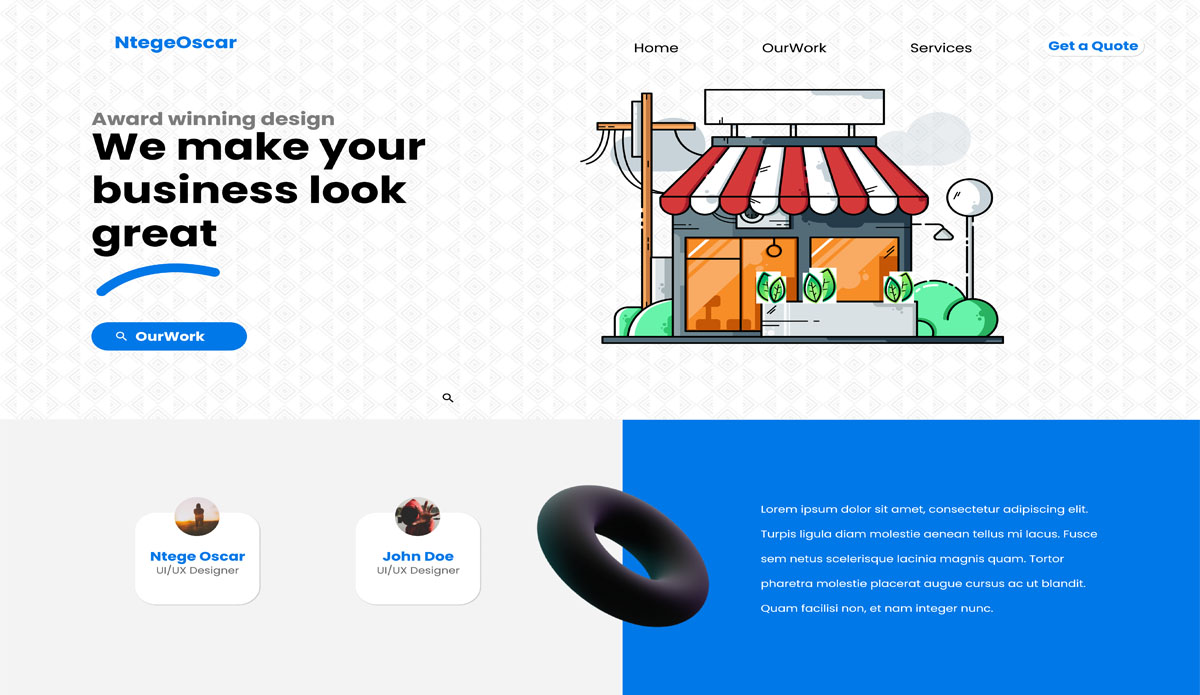 NtegeOscar
Home
OurWork
Services
Get a Quote
Award winning design
We make your
business look
great
OurWork
Ntege Oscar
UI/UX Designer
John Doe
UI/UX Designer
Lorem ipsum dolor sit amet, consectetur adipiscing elit.
Turpis ligula diam molestie aenean tellus mi lacus. Fusce
sem netus scelerisque lacinia magnis quam. Tortor
pharetra molestie placerat augue cursus ac ut blandit.
Quam facilisi non, et nam integer nunc.